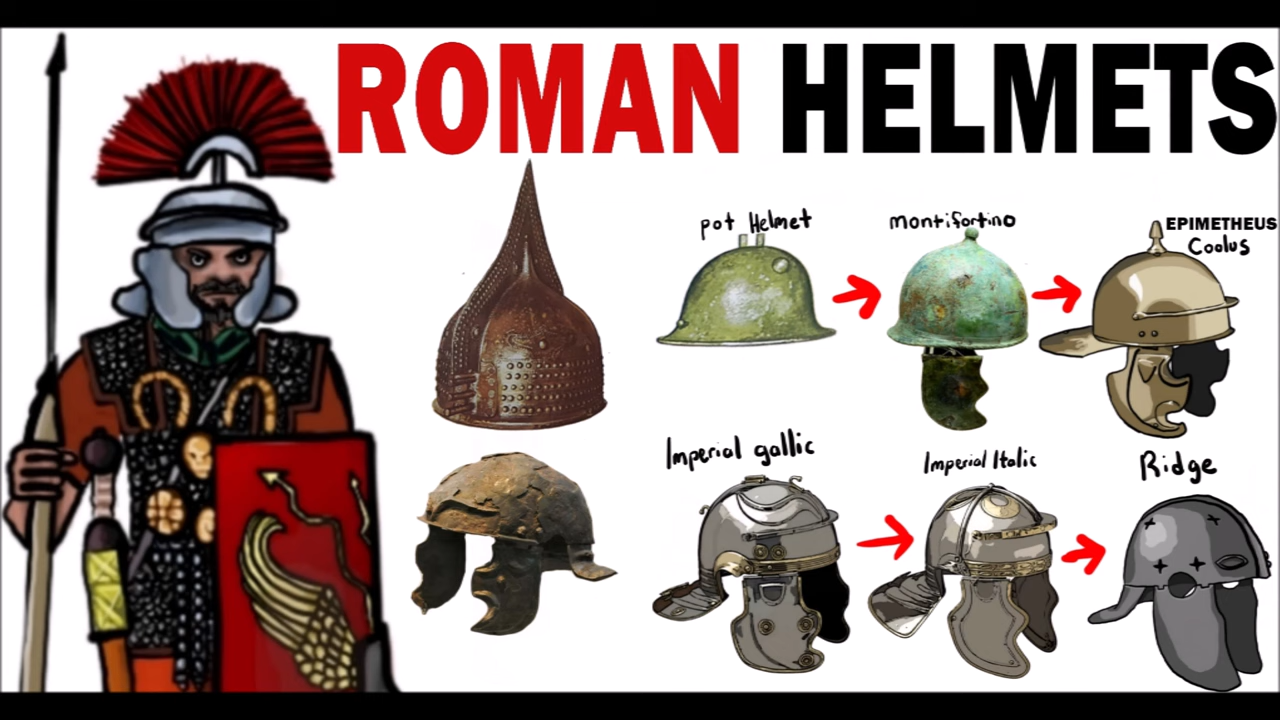 ROMAN HELMETS
pot Helmet
montifortino
EPIMETHEUS
Coolus
Imperial gallic
Imperial Italic
Ridge